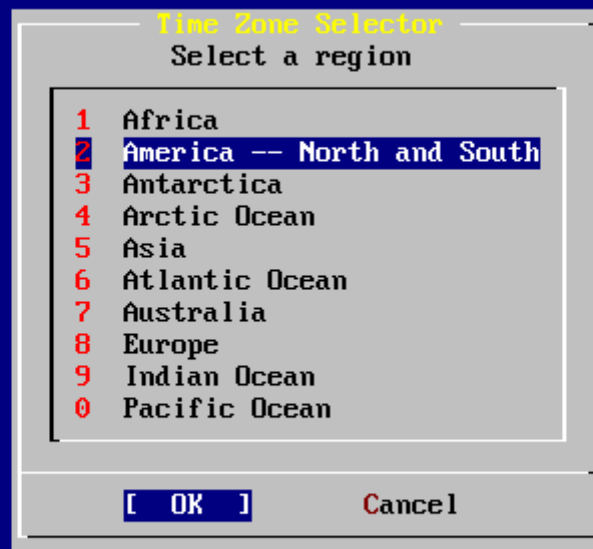 Time Zone Selector
Select a region
1 Africa
2 America -- North and South
3 Antarctica
4 Arctic Ocean
5 Asia
6 Atlantic Ocean
7 Australia
8 Europe
9 Indian Ocean
0 Pacific Ocean
[ OK ] Cancel